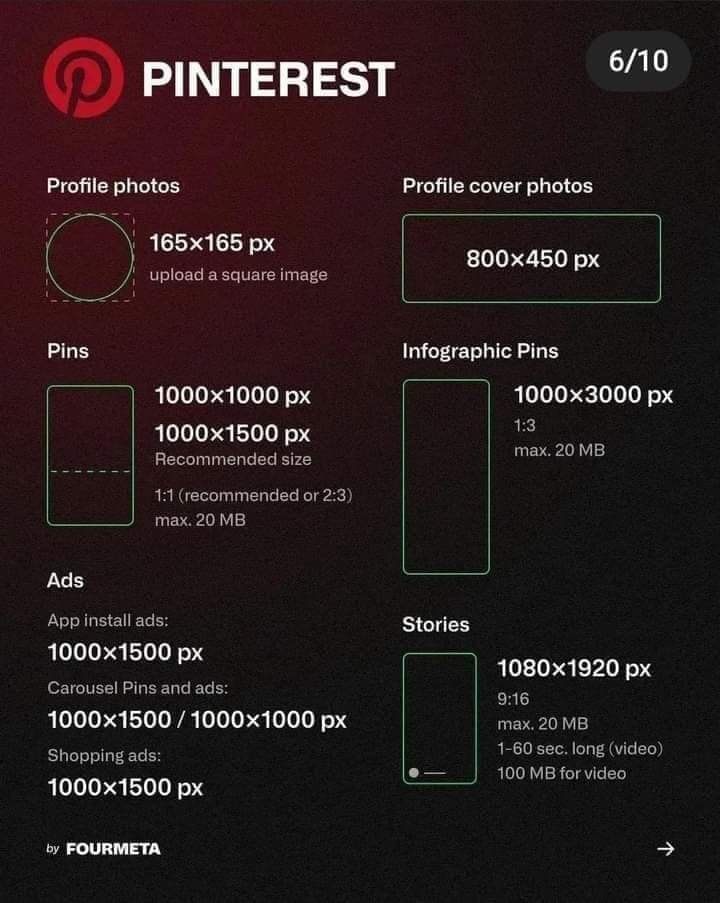 PINTEREST
6/10
Profile photos
165×165 px
upload a square image
Profile cover photos
800×450 px
Pins
1000×1000 px
1000×1500 px
Recommended size
1:1 (recommended or 2:3)
max. 20 MB
Infographic Pins
1000×3000 px
1:3
max. 20 MB
Ads
App install ads:
1000×1500 px
Carousel Pins and ads:
1000×1500 / 1000×1000 px
Shopping ads:
1000×1500 px
Stories
1080×1920 px
9:16
max. 20 MB
1-60 sec. long (video)
100 MB for video
by FOURMETA